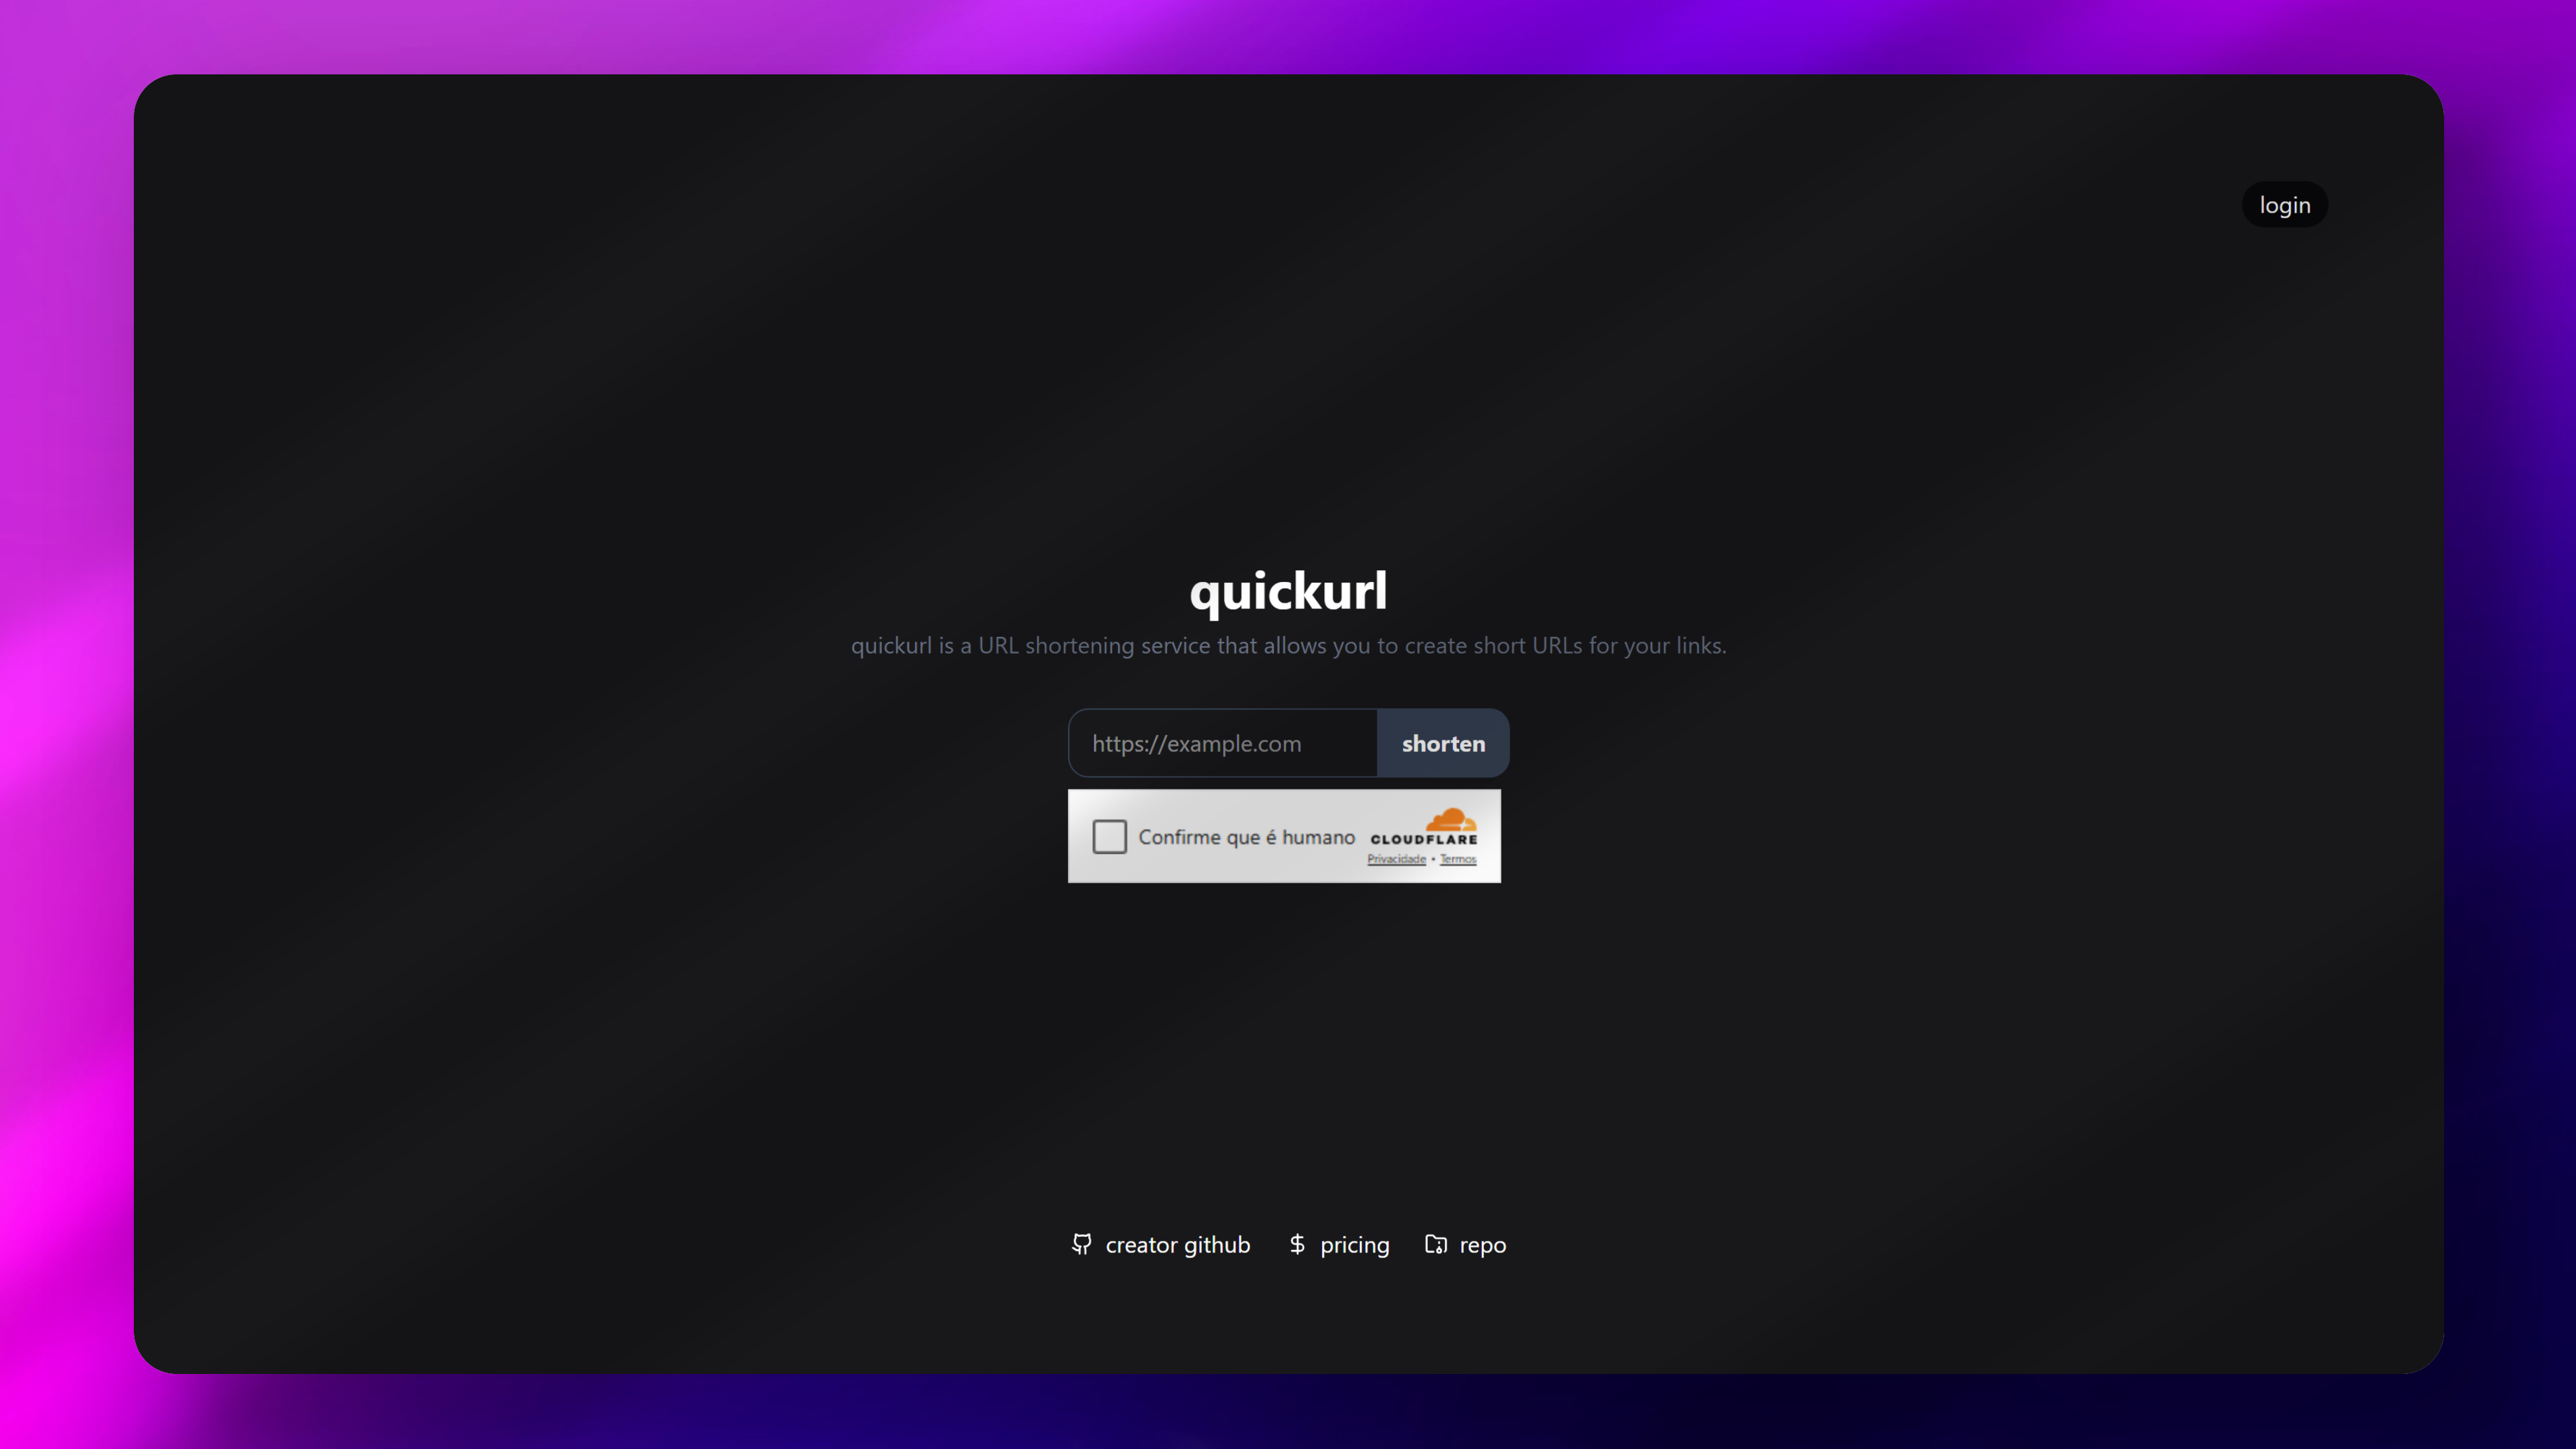 login
quickurl
quickurl is a URL shortening service that allows you to create short URLs for your links.
https://example.com shorten
Confirme que é humano
CLOUDFLARE
Privacidade • Termos
creator github pricing repo